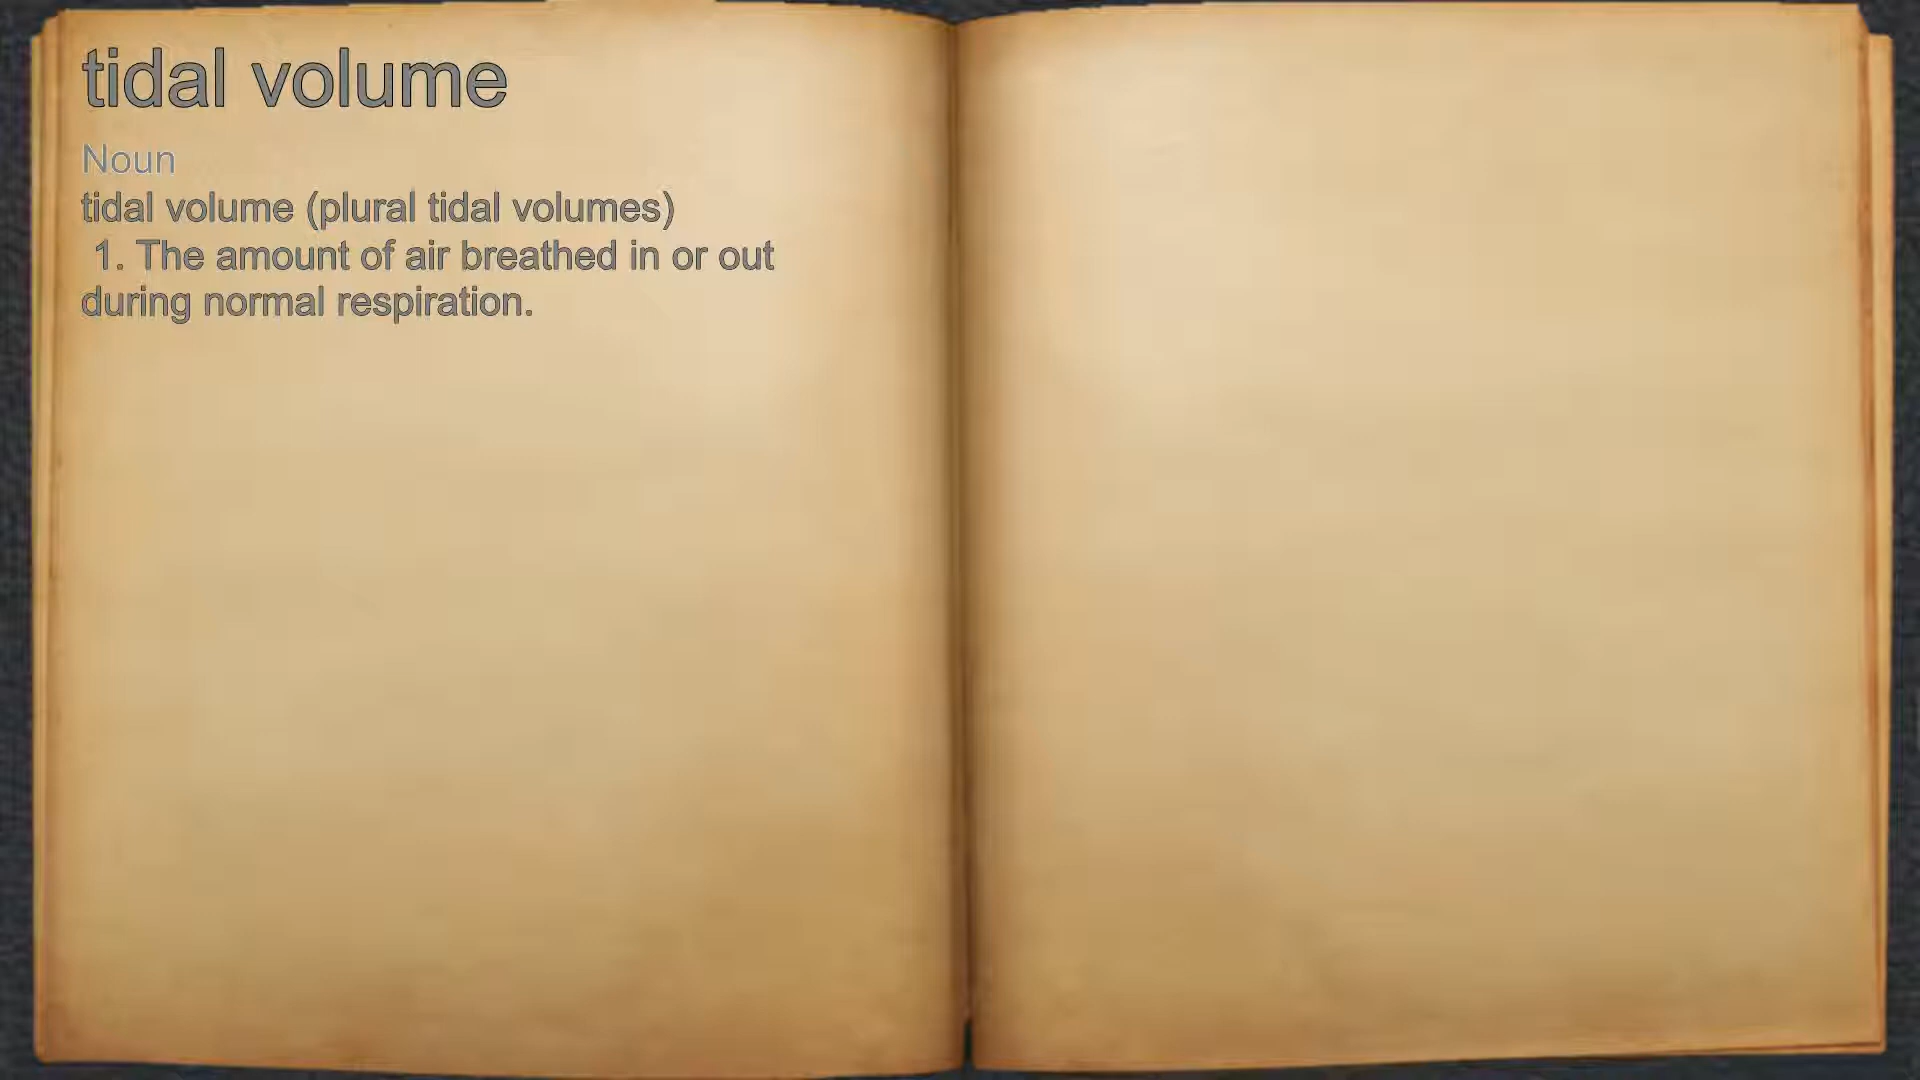 tidal volume
Noun
tidal volume (plural tidal volumes)
1. The amount of air breathed in or out
during normal respiration.